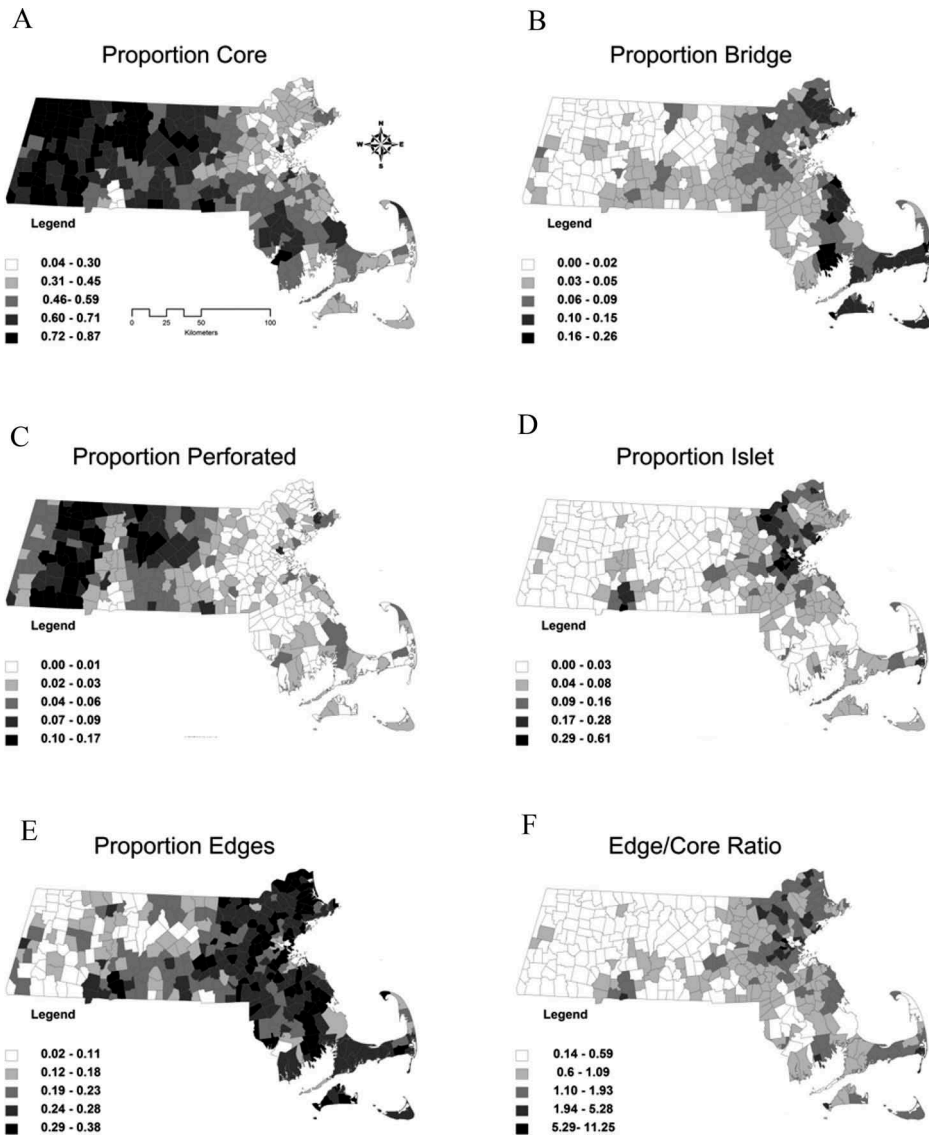 A
Proportion Core
N
W E
S
Legend
0.04 - 0.30
0.31 - 0.45
0.46- 0.59
0.60 - 0.71
0.72 - 0.87
0 25 50 100
Kilometers
B
Proportion Bridge
Legend
0.00 - 0.02
0.03 - 0.05
0.06 - 0.09
0.10 - 0.15
0.16 - 0.26
C
Proportion Perforated
Legend
0.00 - 0.01
0.02 - 0.03
0.04 - 0.06
0.07 - 0.09
0.10 - 0.17
D
Proportion Islet
Legend
0.00 - 0.03
0.04 - 0.08
0.09 - 0.16
0.17 - 0.28
0.29 - 0.61
E
Proportion Edges
Legend
0.02 - 0.11
0.12 - 0.18
0.19 - 0.23
0.24 - 0.28
0.29 - 0.38
F
Edge/Core Ratio
Legend
0.14 - 0.59
0.6 - 1.09
1.10 - 1.93
1.94 - 5.28
5.29- 11.25